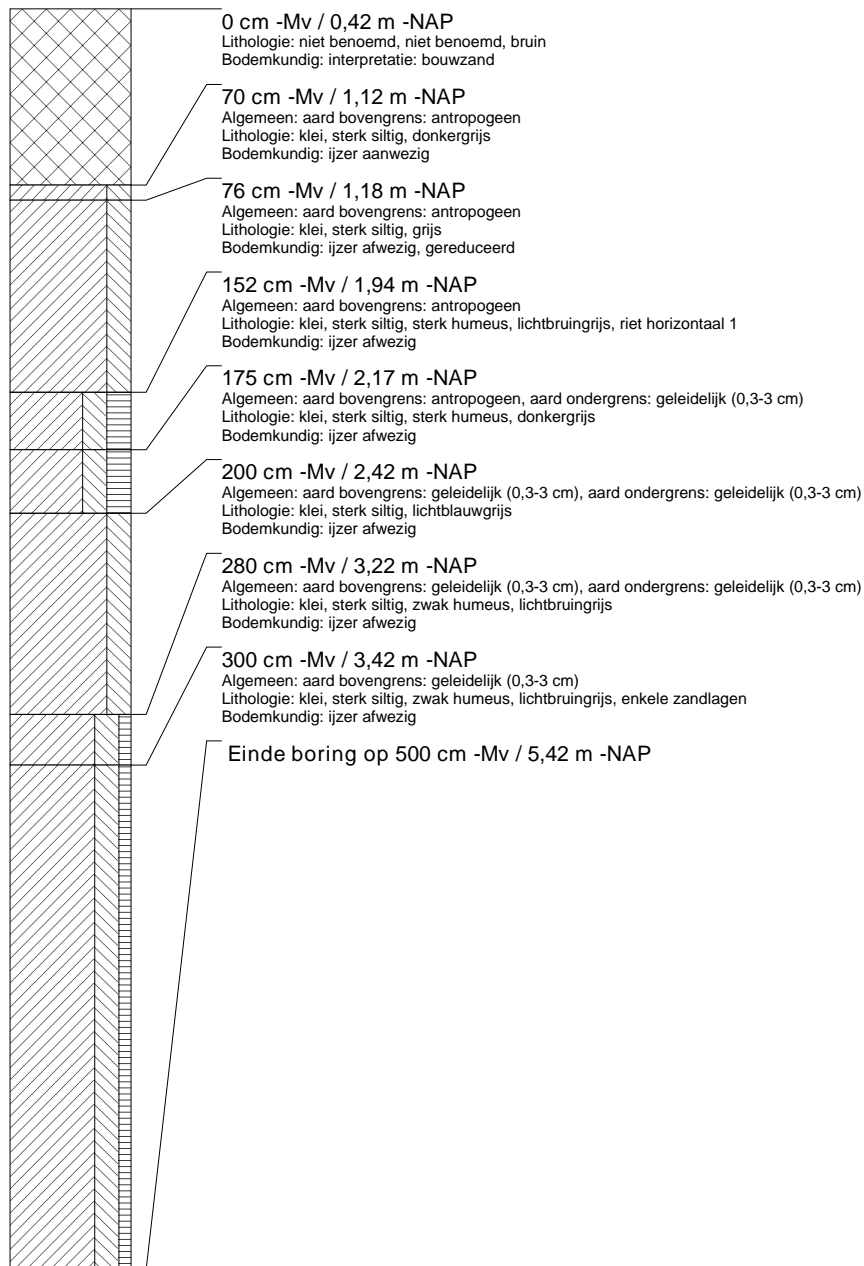 0 cm -Mv / 0,42 m -NAP
Lithologie: niet benoemd, niet benoemd, bruin
Bodemkundig: interpretatie: bouwzand
70 cm -Mv / 1,12 m -NAP
Algemeen: aard bovengrens: antropogeen
Lithologie: klei, sterk siltig, donkergrijs
Bodemkundig: ijzer aanwezig
76 cm -Mv / 1,18 m -NAP
Algemeen: aard bovengrens: antropogeen
Lithologie: klei, sterk siltig, grijs
Bodemkundig: ijzer afwezig, gereduceerd
152 cm -Mv / 1,94 m -NAP
Algemeen: aard bovengrens: antropogeen
Lithologie: klei, sterk siltig, sterk humeus, lichtbruingrijs, riet horizontaal 1
Bodemkundig: ijzer afwezig
175 cm -Mv / 2,17 m -NAP
Algemeen: aard bovengrens: antropogeen, aard ondergrens: geleidelijk (0,3-3 cm)
Lithologie: klei, sterk siltig, sterk humeus, donkergrijs
Bodemkundig: ijzer afwezig
200 cm -Mv / 2,42 m -NAP
Algemeen: aard bovengrens: geleidelijk (0,3-3 cm), aard ondergrens: geleidelijk (0,3-3 cm)
Lithologie: klei, sterk siltig, lichtblauwgrijs
Bodemkundig: ijzer afwezig
280 cm -Mv / 3,22 m -NAP
Algemeen: aard bovengrens: geleidelijk (0,3-3 cm), aard ondergrens: geleidelijk (0,3-3 cm)
Lithologie: klei, sterk siltig, zwak humeus, lichtbruingrijs
Bodemkundig: ijzer afwezig
300 cm -Mv / 3,42 m -NAP
Algemeen: aard bovengrens: geleidelijk (0,3-3 cm)
Lithologie: klei, sterk siltig, zwak humeus, lichtbruingrijs, enkele zandlagen
Bodemkundig: ijzer afwezig
Einde boring op 500 cm -Mv / 5,42 m -NAP